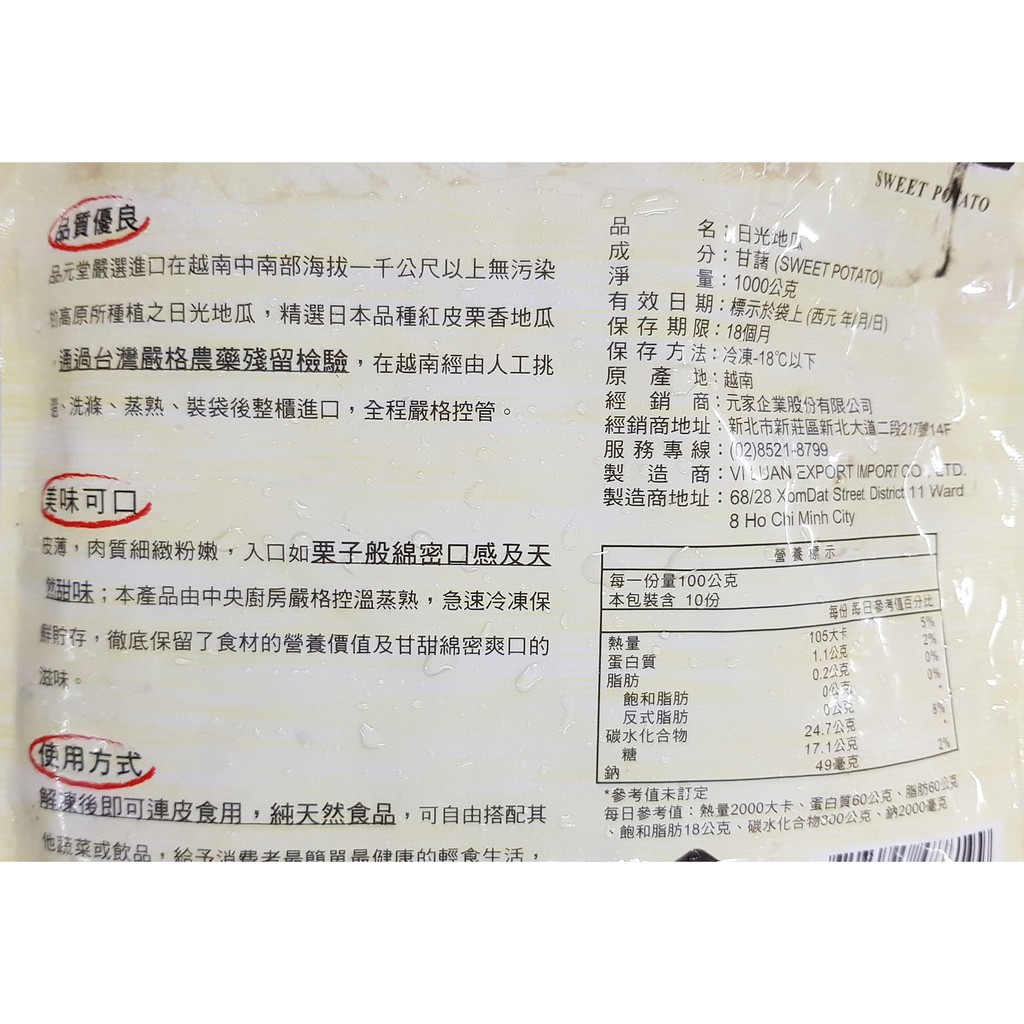 SWEET POTATO
品質優良
品元堂嚴選進口在越南中南部海拔一千公尺以上無污染
的高原所種植之日光地瓜，精選日本品種紅皮栗香地瓜
，通過台灣嚴格農藥殘留檢驗，在越南經由人工挑
、洗滌、蒸熟、裝袋後整櫃進口，全程嚴格控管。
美味可口
皮薄，肉質細緻粉嫩，入口如栗子般綿密口感及天
然甜味；本產品由中央廚房嚴格控溫蒸熟，急速冷凍保
鮮貯存，徹底保留了食材的營養價值及甘甜綿密爽口的
滋味。
使用方式
解凍後即可連皮食用，純天然食品，可自由搭配其
他蔬菜或飲品，給予消費者最簡單最健康的輕食生活，
品名：日光地瓜
成分：甘藷 (SWEET POTATO)
淨量：1000公克
有效日期：標示於袋上 (西元 年/月/日)
保存期限：18個月
保存方法：冷凍-18℃以下
原產地：越南
經銷商：元家企業股份有限公司
經銷商地址：新北市新莊區新北大道二段217號14F
服務專線：(02)8521-8799
製造商：VI LUAN EXPORT IMPORT CO., LTD.
製造商地址：68/28 XomDat Street District 11 Ward
8 Ho Chi Minh City
營養標示
每一份量100公克
本包裝含 10份
每份 每日參考值百分比
熱量 105大卡 5%
蛋白質 1.1公克 2%
脂肪 0.2公克 0%
飽和脂肪 0公克 0%
反式脂肪 0公克 *
碳水化合物 24.7公克 8%
糖 17.1公克 *
鈉 49毫克 2%
*參考值未訂定
每日參考值：熱量2000大卡、蛋白質60公克、脂肪60公克
、飽和脂肪18公克、碳水化合物300公克、鈉2000毫克